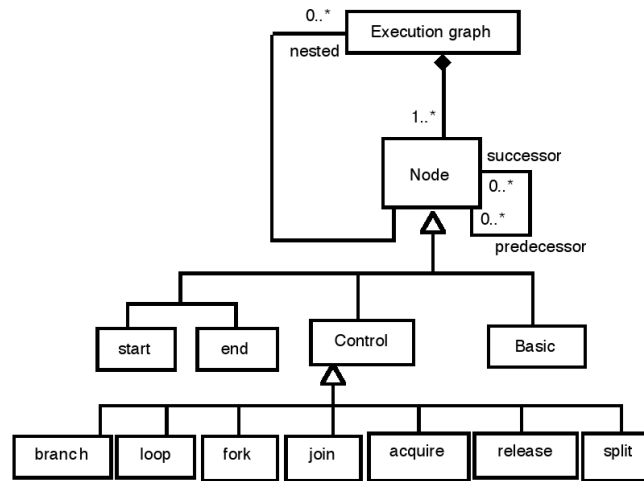 0..*
Execution graph
nested
1..*
successor
Node
0..*
0..*
predecessor
start
end
Control
Basic
branch
loop
fork
join
acquire
release
split